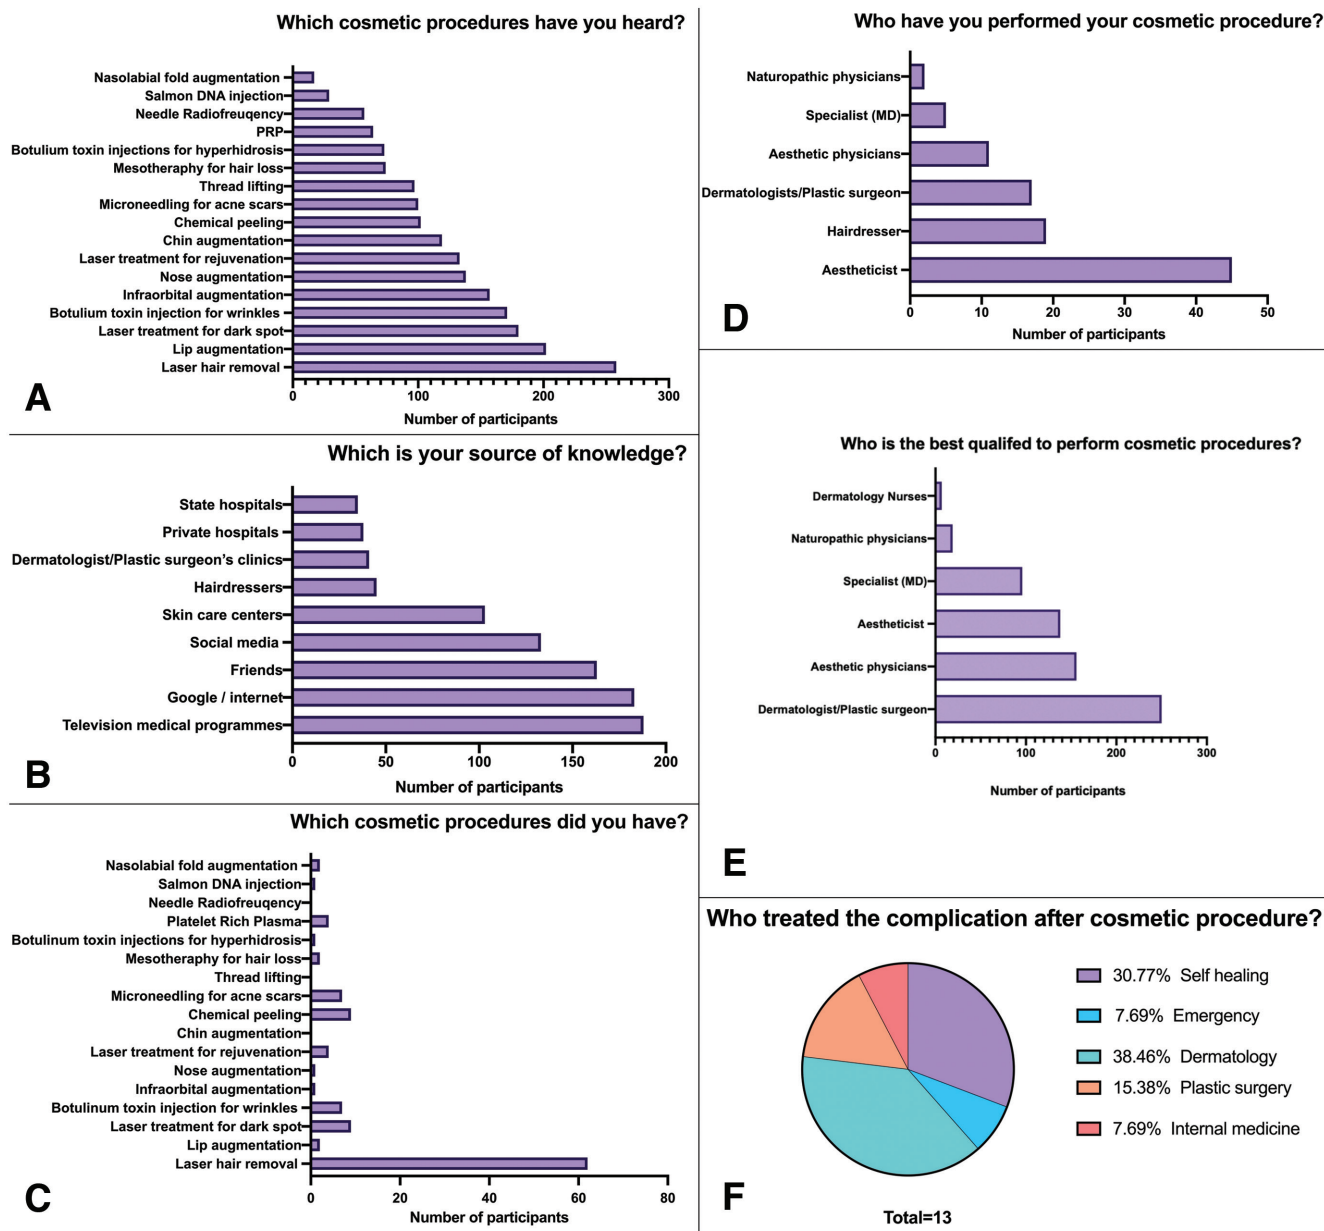 Which cosmetic procedures have you heard?
Nasolabial fold augmentation
Salmon DNA injection
Needle Radiofreuqency
PRP
Botulium toxin injections for hyperhidrosis
Mesotheraphy for hair loss
Thread lifting
Microneedling for acne scars
Chemical peeling
Chin augmentation
Laser treatment for rejuvenation
Nose augmentation
Infraorbital augmentation
Botulium toxin injection for wrinkles
Laser treatment for dark spot
Lip augmentation
Laser hair removal
0 100 200 300
Number of participants
A
Which is your source of knowledge?
State hospitals
Private hospitals
Dermatologist/Plastic surgeon's clinics
Hairdressers
Skin care centers
Social media
Friends
Google / internet
Television medical programmes
0 50 100 150 200
Number of participants
B
Which cosmetic procedures did you have?
Nasolabial fold augmentation
Salmon DNA injection
Needle Radiofreuqency
Platelet Rich Plasma
Botulinum toxin injections for hyperhidrosis
Mesotheraphy for hair loss
Thread lifting
Microneedling for acne scars
Chemical peeling
Chin augmentation
Laser treatment for rejuvenation
Nose augmentation
Infraorbital augmentation
Botulinum toxin injection for wrinkles
Laser treatment for dark spot
Lip augmentation
Laser hair removal
0 20 40 60 80
Number of participants
C
Who have you performed your cosmetic procedure?
Naturopathic physicians
Specialist (MD)
Aesthetic physicians
Dermatologists/Plastic surgeon
Hairdresser
Aestheticist
0 10 20 30 40 50
Number of participants
D
Who is the best qualifed to perform cosmetic procedures?
Dermatology Nurses
Naturopathic physicians
Specialist (MD)
Aestheticist
Aesthetic physicians
Dermatologist/Plastic surgeon
0 100 200 300
Number of participants
E
Who treated the complication after cosmetic procedure?
30.77% Self healing
7.69% Emergency
38.46% Dermatology
15.38% Plastic surgery
7.69% Internal medicine
Total=13
F